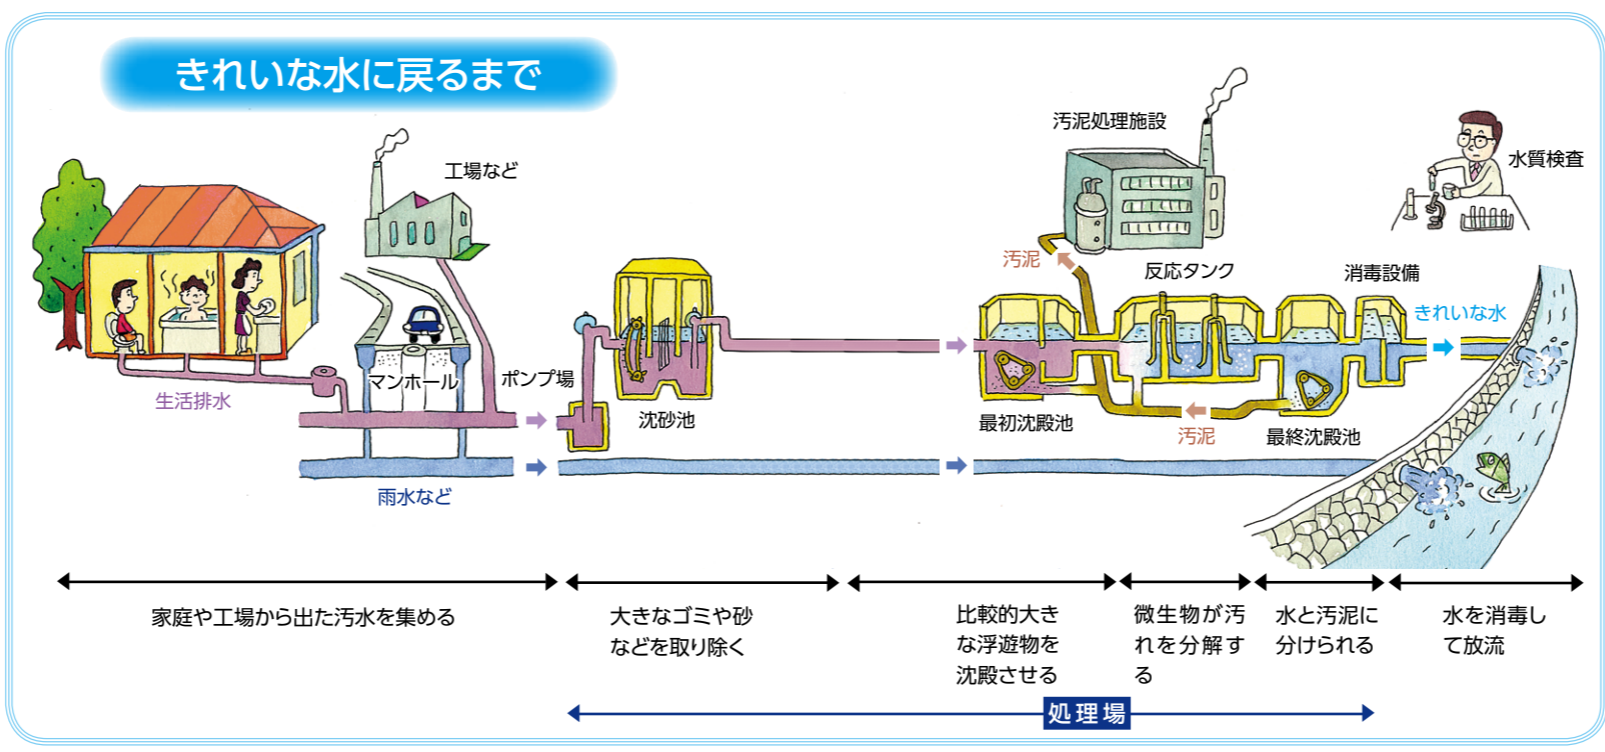 きれいな水に戻るまで
工場など
汚泥処理施設
水質検査
汚泥
反応タンク
消毒設備
きれいな水
マンホール
ポンプ場
生活排水
沈砂池
最初沈殿池
汚泥
最終沈殿池
雨水など
家庭や工場から出た汚水を集める
大きなゴミや砂
などを取り除く
比較的大き
な浮遊物を
沈殿させる
微生物が汚
れを分解す
る
水と汚泥に
分けられる
水を消毒し
て放流
処理場